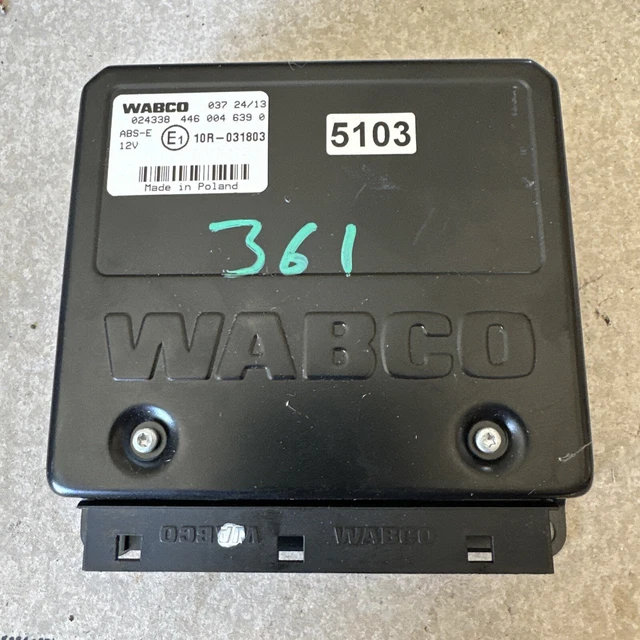 WABCO 037 24/13
024338 446 004 639 0
ABS-E
12V
E1 10R-031803
Made in Poland
5103
361
WABCO
WABCO WABCO